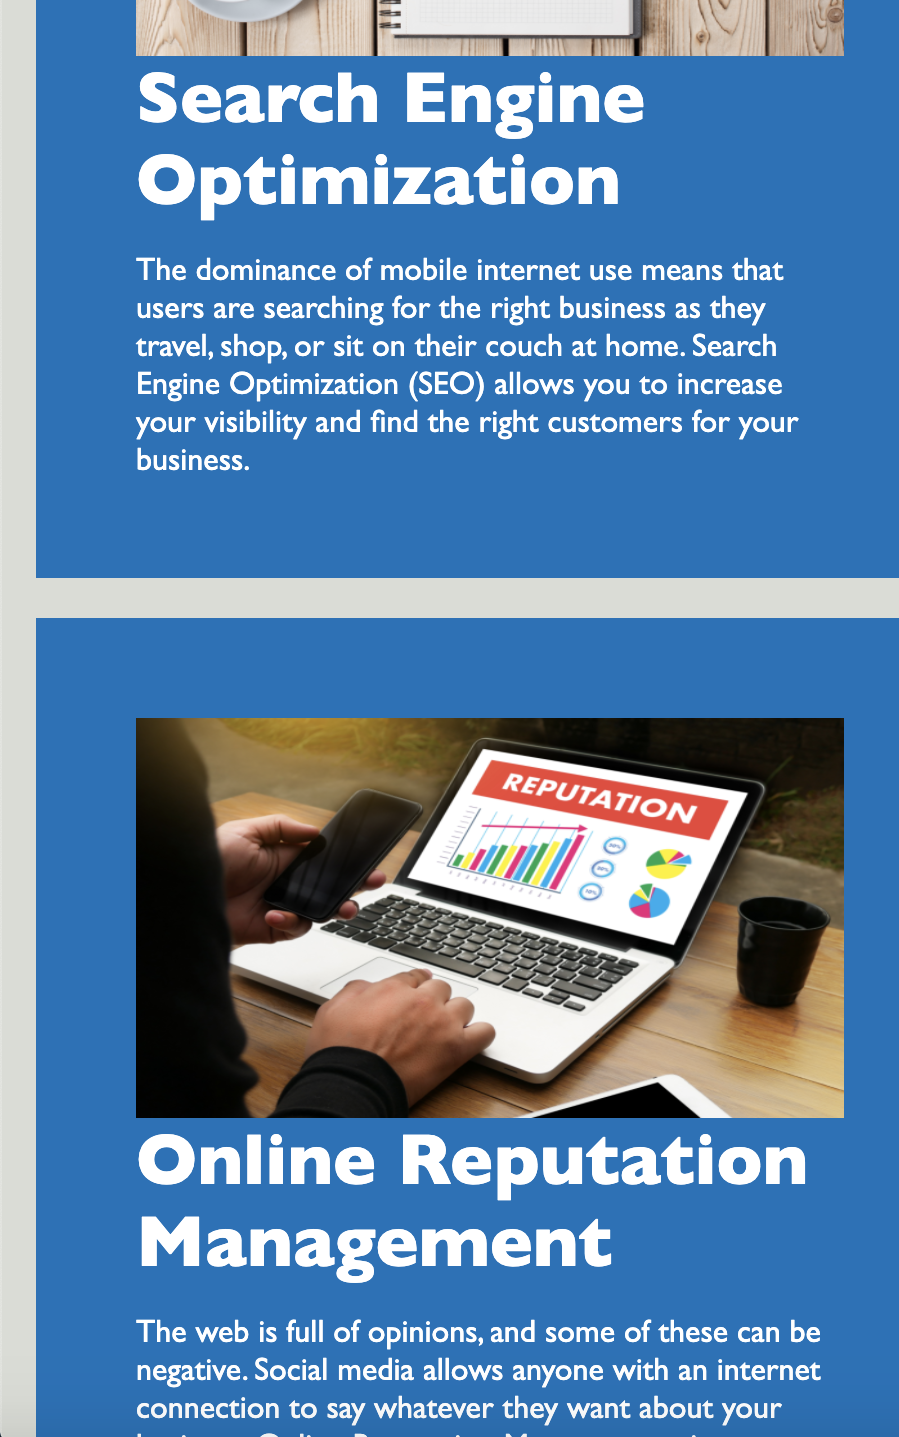 Search Engine
Optimization
The dominance of mobile internet use means that
users are searching for the right business as they
travel, shop, or sit on their couch at home. Search
Engine Optimization (SEO) allows you to increase
your visibility and find the right customers for your
business.
REPUTATION
Online Reputation
Management
The web is full of opinions, and some of these can be
negative. Social media allows anyone with an internet
connection to say whatever they want about your